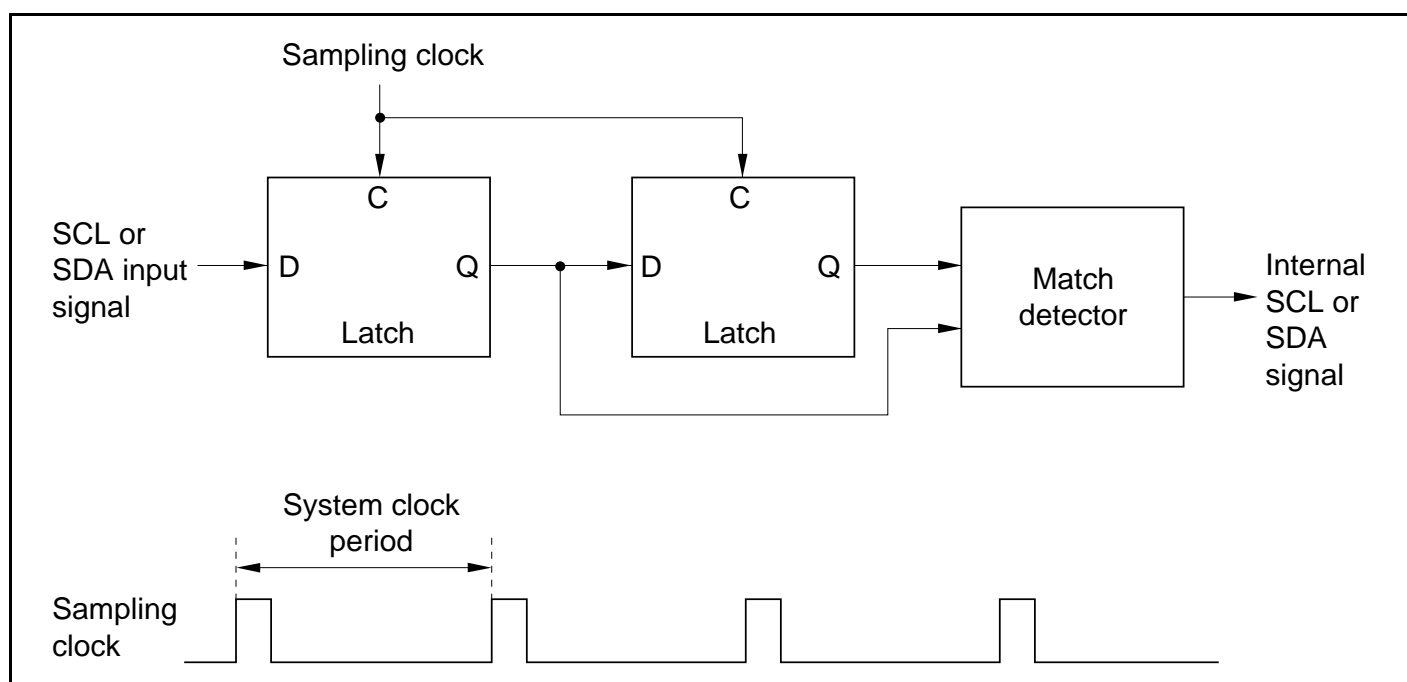 Sampling clock
C
C
SCL or
SDA input
signal
D
Q
D
Q
Latch
Latch
Match
detector
Internal
SCL or
SDA
signal
System clock
period
Sampling
clock